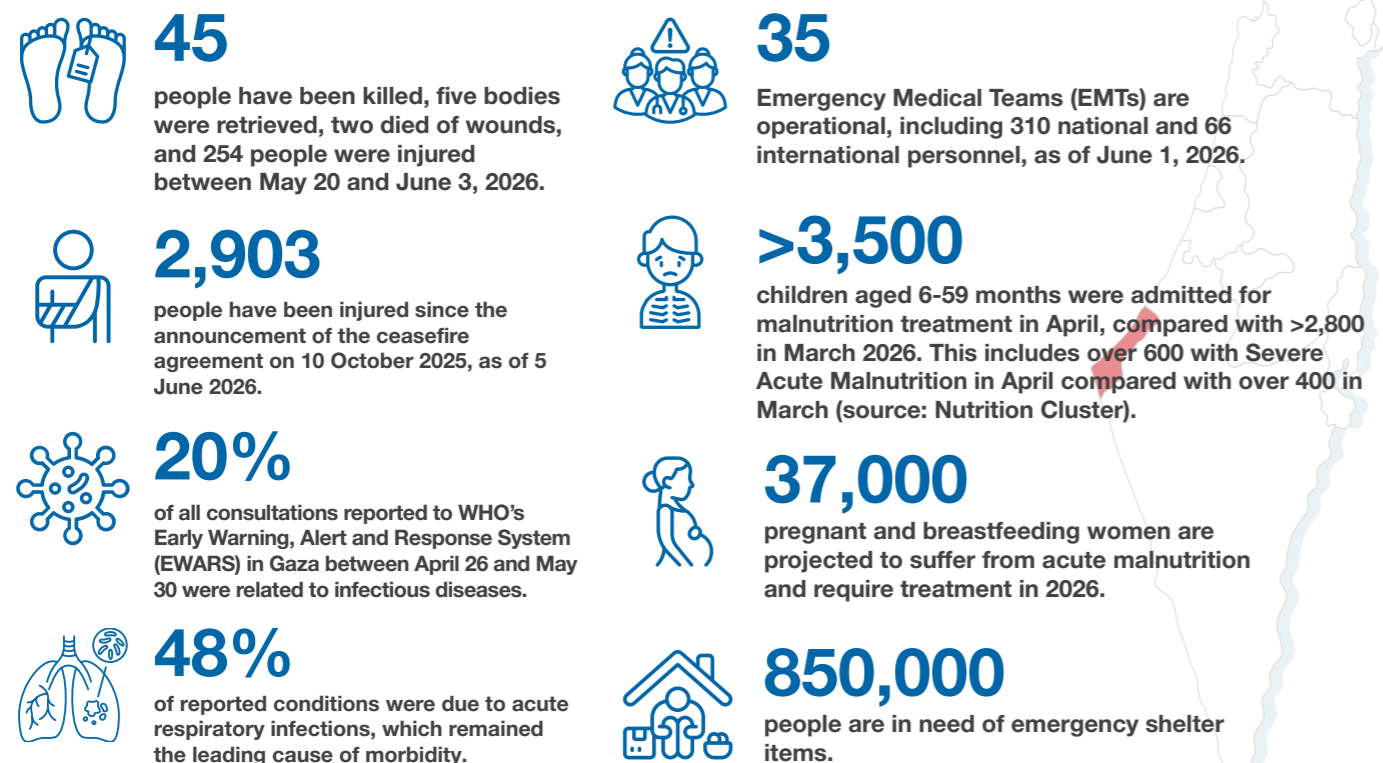 45
people have been killed, five bodies
were retrieved, two died of wounds,
and 254 people were injured
between May 20 and June 3, 2026.
2,903
people have been injured since the
announcement of the ceasefire
agreement on 10 October 2025, as of 5
June 2026.
20%
of all consultations reported to WHO’s
Early Warning, Alert and Response System
(EWARS) in Gaza between April 26 and May
30 were related to infectious diseases.
48%
of reported conditions were due to acute
respiratory infections, which remained
the leading cause of morbidity.
35
Emergency Medical Teams (EMTs) are
operational, including 310 national and 66
international personnel, as of June 1, 2026.
>3,500
children aged 6-59 months were admitted for
malnutrition treatment in April, compared with >2,800
in March 2026. This includes over 600 with Severe
Acute Malnutrition in April compared with over 400 in
March (source: Nutrition Cluster).
37,000
pregnant and breastfeeding women are
projected to suffer from acute malnutrition
and require treatment in 2026.
850,000
people are in need of emergency shelter
items.